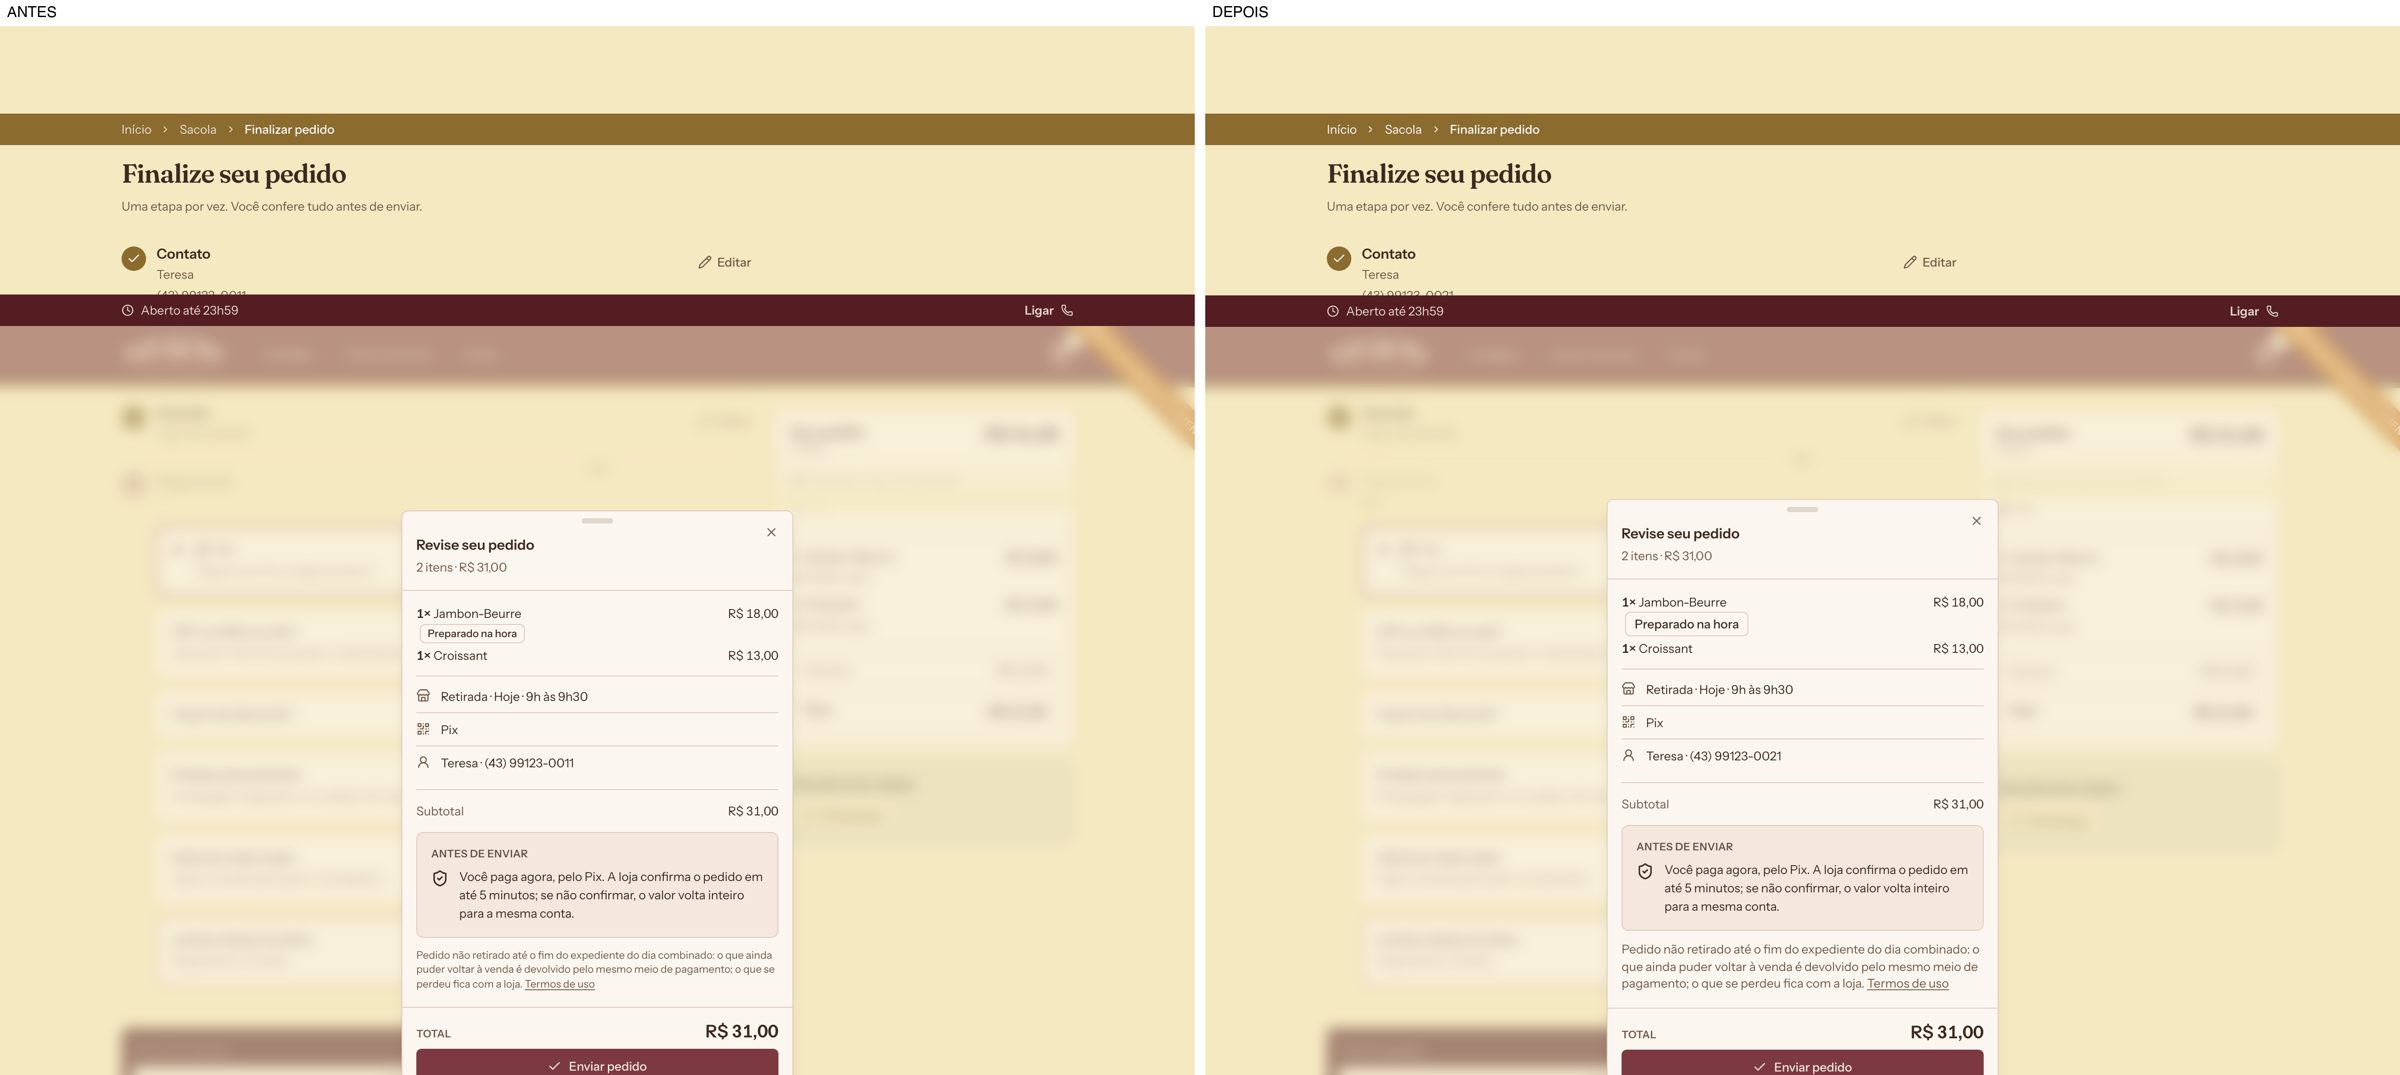 ANTES
Início > Sacola > Finalizar pedido
Finalize seu pedido
Uma etapa por vez. Você confere tudo antes de enviar.
Contato
Editar
Teresa
(43) 99123-0011
Aberto até 23h59
Ligar
Revise seu pedido
2 itens · R$ 31,00
1× Jambon-Beurre R$ 18,00
Preparado na hora
1× Croissant R$ 13,00
Retirada · Hoje · 9h às 9h30
Pix
Teresa · (43) 99123-0011
Subtotal R$ 31,00
ANTES DE ENVIAR
Você paga agora, pelo Pix. A loja confirma o pedido em
até 5 minutos; se não confirmar, o valor volta inteiro
para a mesma conta.
Pedido não retirado até o fim do expediente do dia combinado: o que ainda
puder voltar à venda é devolvido pelo mesmo meio de pagamento; o que se
perdeu fica com a loja. Termos de uso
TOTAL R$ 31,00
Enviar pedido
DEPOIS
Início > Sacola > Finalizar pedido
Finalize seu pedido
Uma etapa por vez. Você confere tudo antes de enviar.
Contato
Editar
Teresa
(43) 99123-0021
Aberto até 23h59
Ligar
Revise seu pedido
2 itens · R$ 31,00
1× Jambon-Beurre R$ 18,00
Preparado na hora
1× Croissant R$ 13,00
Retirada · Hoje · 9h às 9h30
Pix
Teresa · (43) 99123-0021
Subtotal R$ 31,00
ANTES DE ENVIAR
Você paga agora, pelo Pix. A loja confirma o pedido em
até 5 minutos; se não confirmar, o valor volta inteiro
para a mesma conta.
Pedido não retirado até o fim do expediente do dia combinado: o
que ainda puder voltar à venda é devolvido pelo mesmo meio de
pagamento; o que se perdeu fica com a loja. Termos de uso
TOTAL R$ 31,00
Enviar pedido